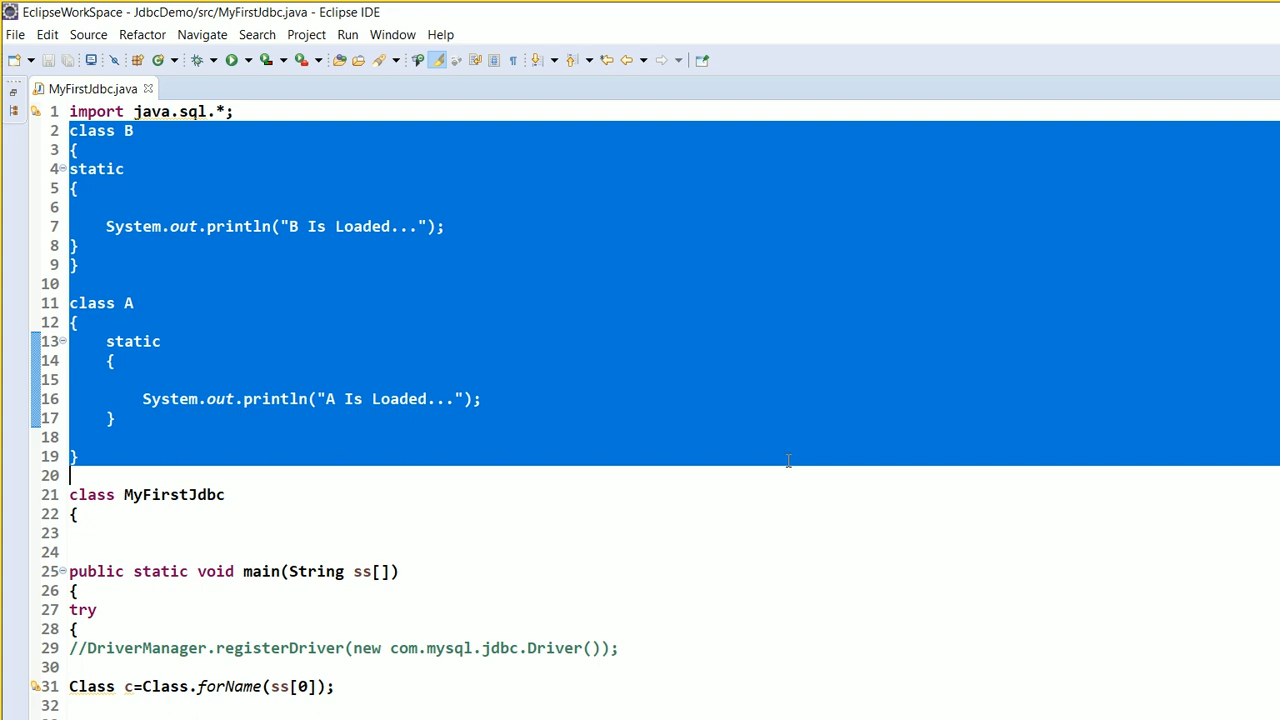 EclipseWorkSpace - JdbcDemo/src/MyFirstJdbc.java - Eclipse IDE
File Edit Source Refactor Navigate Search Project Run Window Help
MyFirstJdbc.java
1 import java.sql.*;
2 class B
3 {
4 static
5 {
6
7 System.out.println("B Is Loaded...");
8 }
9 }
10
11 class A
12 {
13 static
14 {
15
16 System.out.println("A Is Loaded...");
17 }
18
19 }
20
21 class MyFirstJdbc
22 {
23
24
25 public static void main(String ss[])
26 {
27 try
28 {
29 //DriverManager.registerDriver(new com.mysql.jdbc.Driver());
30
31 Class c=Class.forName(ss[0]);
32